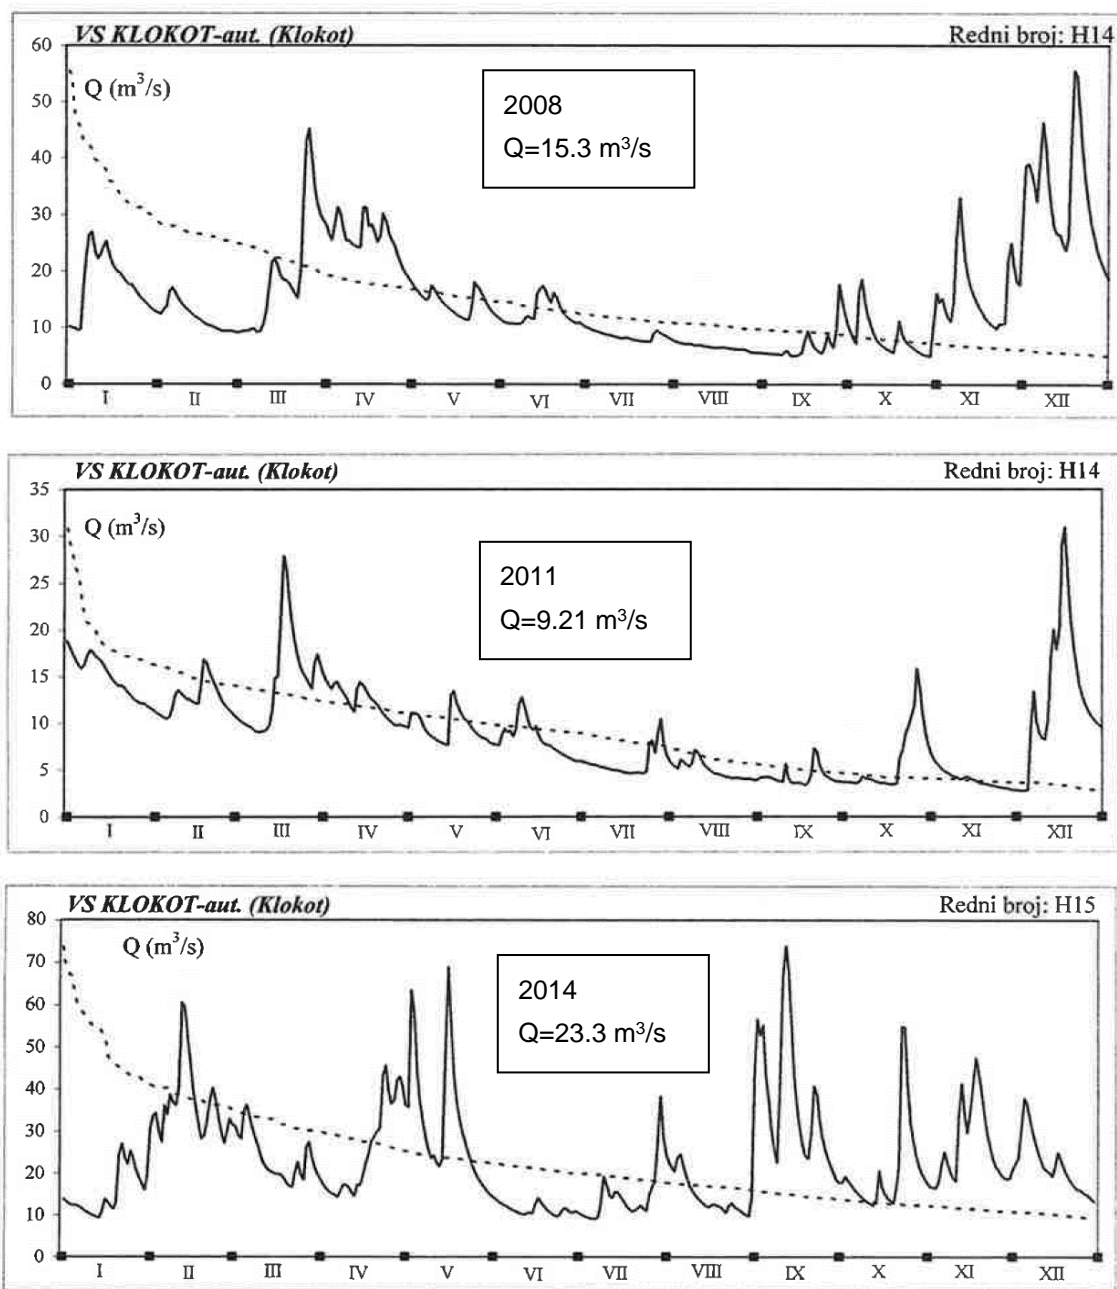 VS KLOKOT-aut. (Klokot) Redni broj: H14
60
Q (m³/s)
50
40
30
20
10
0
2008
Q=15.3 m³/s
I II III IV V VI VII VIII IX X XI XII
VS KLOKOT-aut. (Klokot) Redni broj: H14
35
Q (m³/s)
30
25
20
15
10
5
0
2011
Q=9.21 m³/s
I II III IV V VI VII VIII IX X XI XII
VS KLOKOT-aut. (Klokot) Redni broj: H15
80
Q (m³/s)
70
60
50
40
30
20
10
0
2014
Q=23.3 m³/s
I II III IV V VI VII VIII IX X XI XII